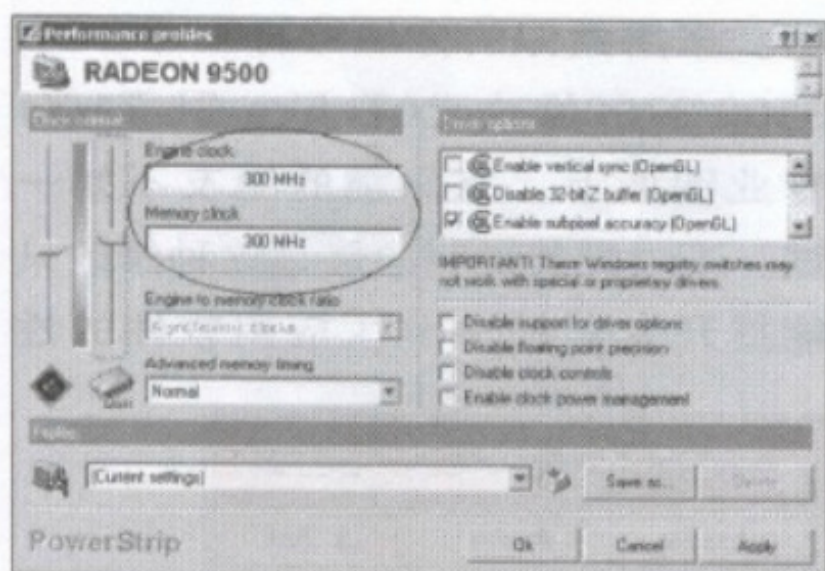 Performance profiles
RADEON 9500
Clock control
Engine clock
300 MHz
Memory clock
300 MHz
Engine to memory clock ratio
Advanced memory timing
Normal
Driver options
Enable vertical sync (OpenGL)
Disable 32-bit Z buffer (OpenGL)
Enable subpixel accuracy (OpenGL)
IMPORTANT! These Windows registry switches may
not work with special or proprietary drivers.
Disable support for driver options
Disable floating point precision
Disable clock controls
Enable clock power management
(Current settings)
Save as...
Delete
PowerStrip
Ok
Cancel
Apply